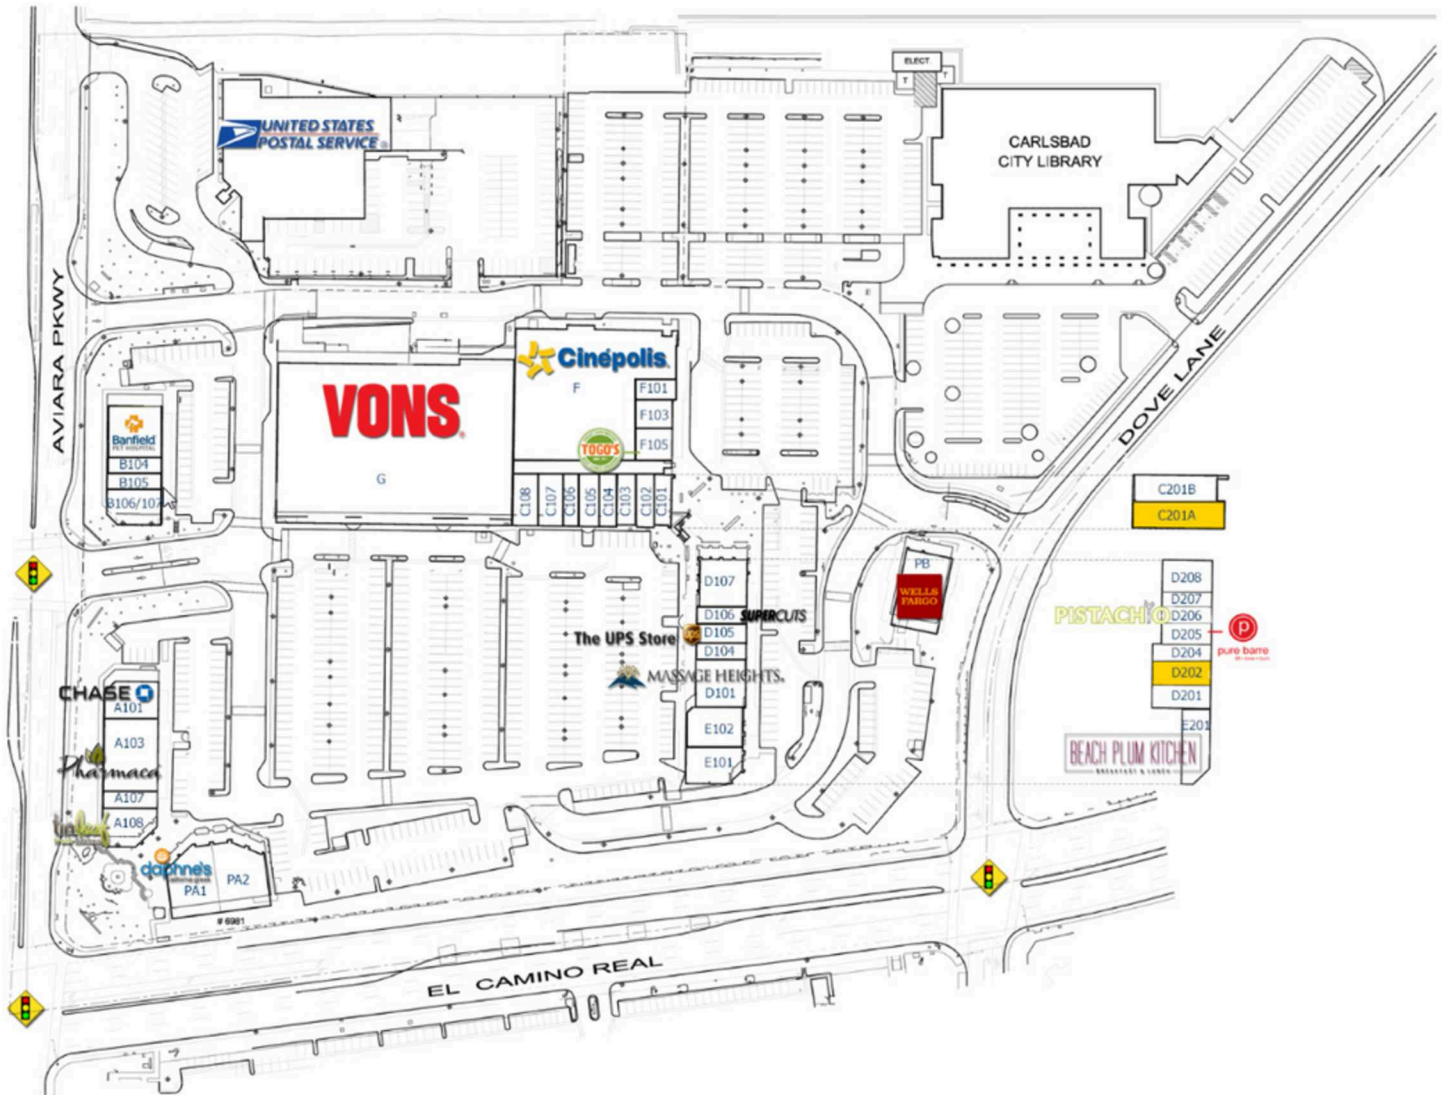 ELECT.
T
T
UNITED STATES
POSTAL SERVICE®
CARLSBAD
CITY LIBRARY
AVIARA PKWY
DOVE LANE
Cinépolis
F
F101
F103
F105
TOGO'S
VONS®
G
C108
C107
C106
C105
C104
C103
C102
C101
Banfield
PET HOSPITAL
B104
B105
B106/107
C201B
C201A
PB
WELLS
FARGO
D107
D106
SUPERCUTS
The UPS Store
ups
D105
D104
MASSAGE HEIGHTS®
D101
E102
E101
D208
D207
PISTACHIO
D206
D205
p
pure barre
D204
D202
D201
E201
BEACH PLUM KITCHEN
BREAKFAST & LUNCH
CHASE
A101
A103
Pharmaca
A107
A108
leaf
daphne's
PA1
PA2
# 6981
EL CAMINO REAL